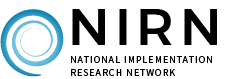 NIRN
NATIONAL IMPLEMENTATION
RESEARCH NETWORK